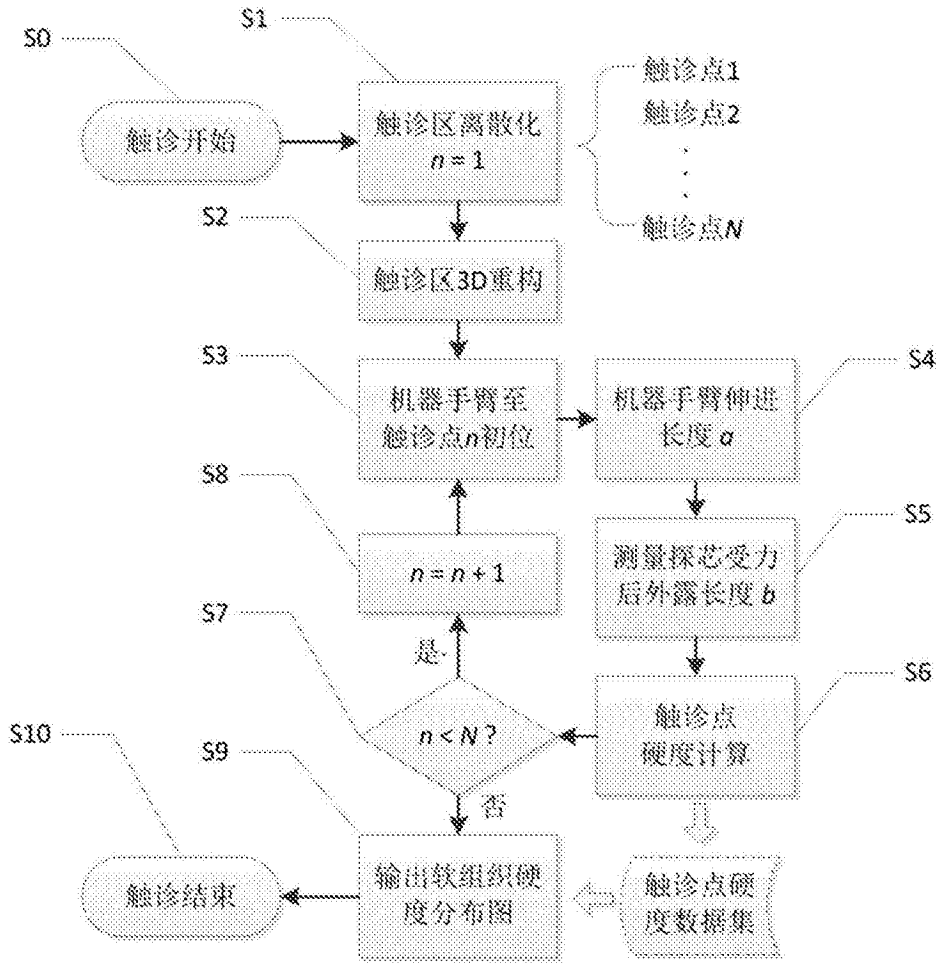 S0
S1
触诊开始
触诊区离散化
n = 1
触诊点1
触诊点2
触诊点N
S2
触诊区3D重构
S3
机器手臂至
触诊点n初位
S4
机器手臂伸进
长度 a
S5
测量探芯受力
后外露长度 b
S8
n = n + 1
S7
是
n < N ?
否
S6
触诊点
硬度计算
触诊点硬
度数据集
S9
输出软组织硬
度分布图
S10
触诊结束